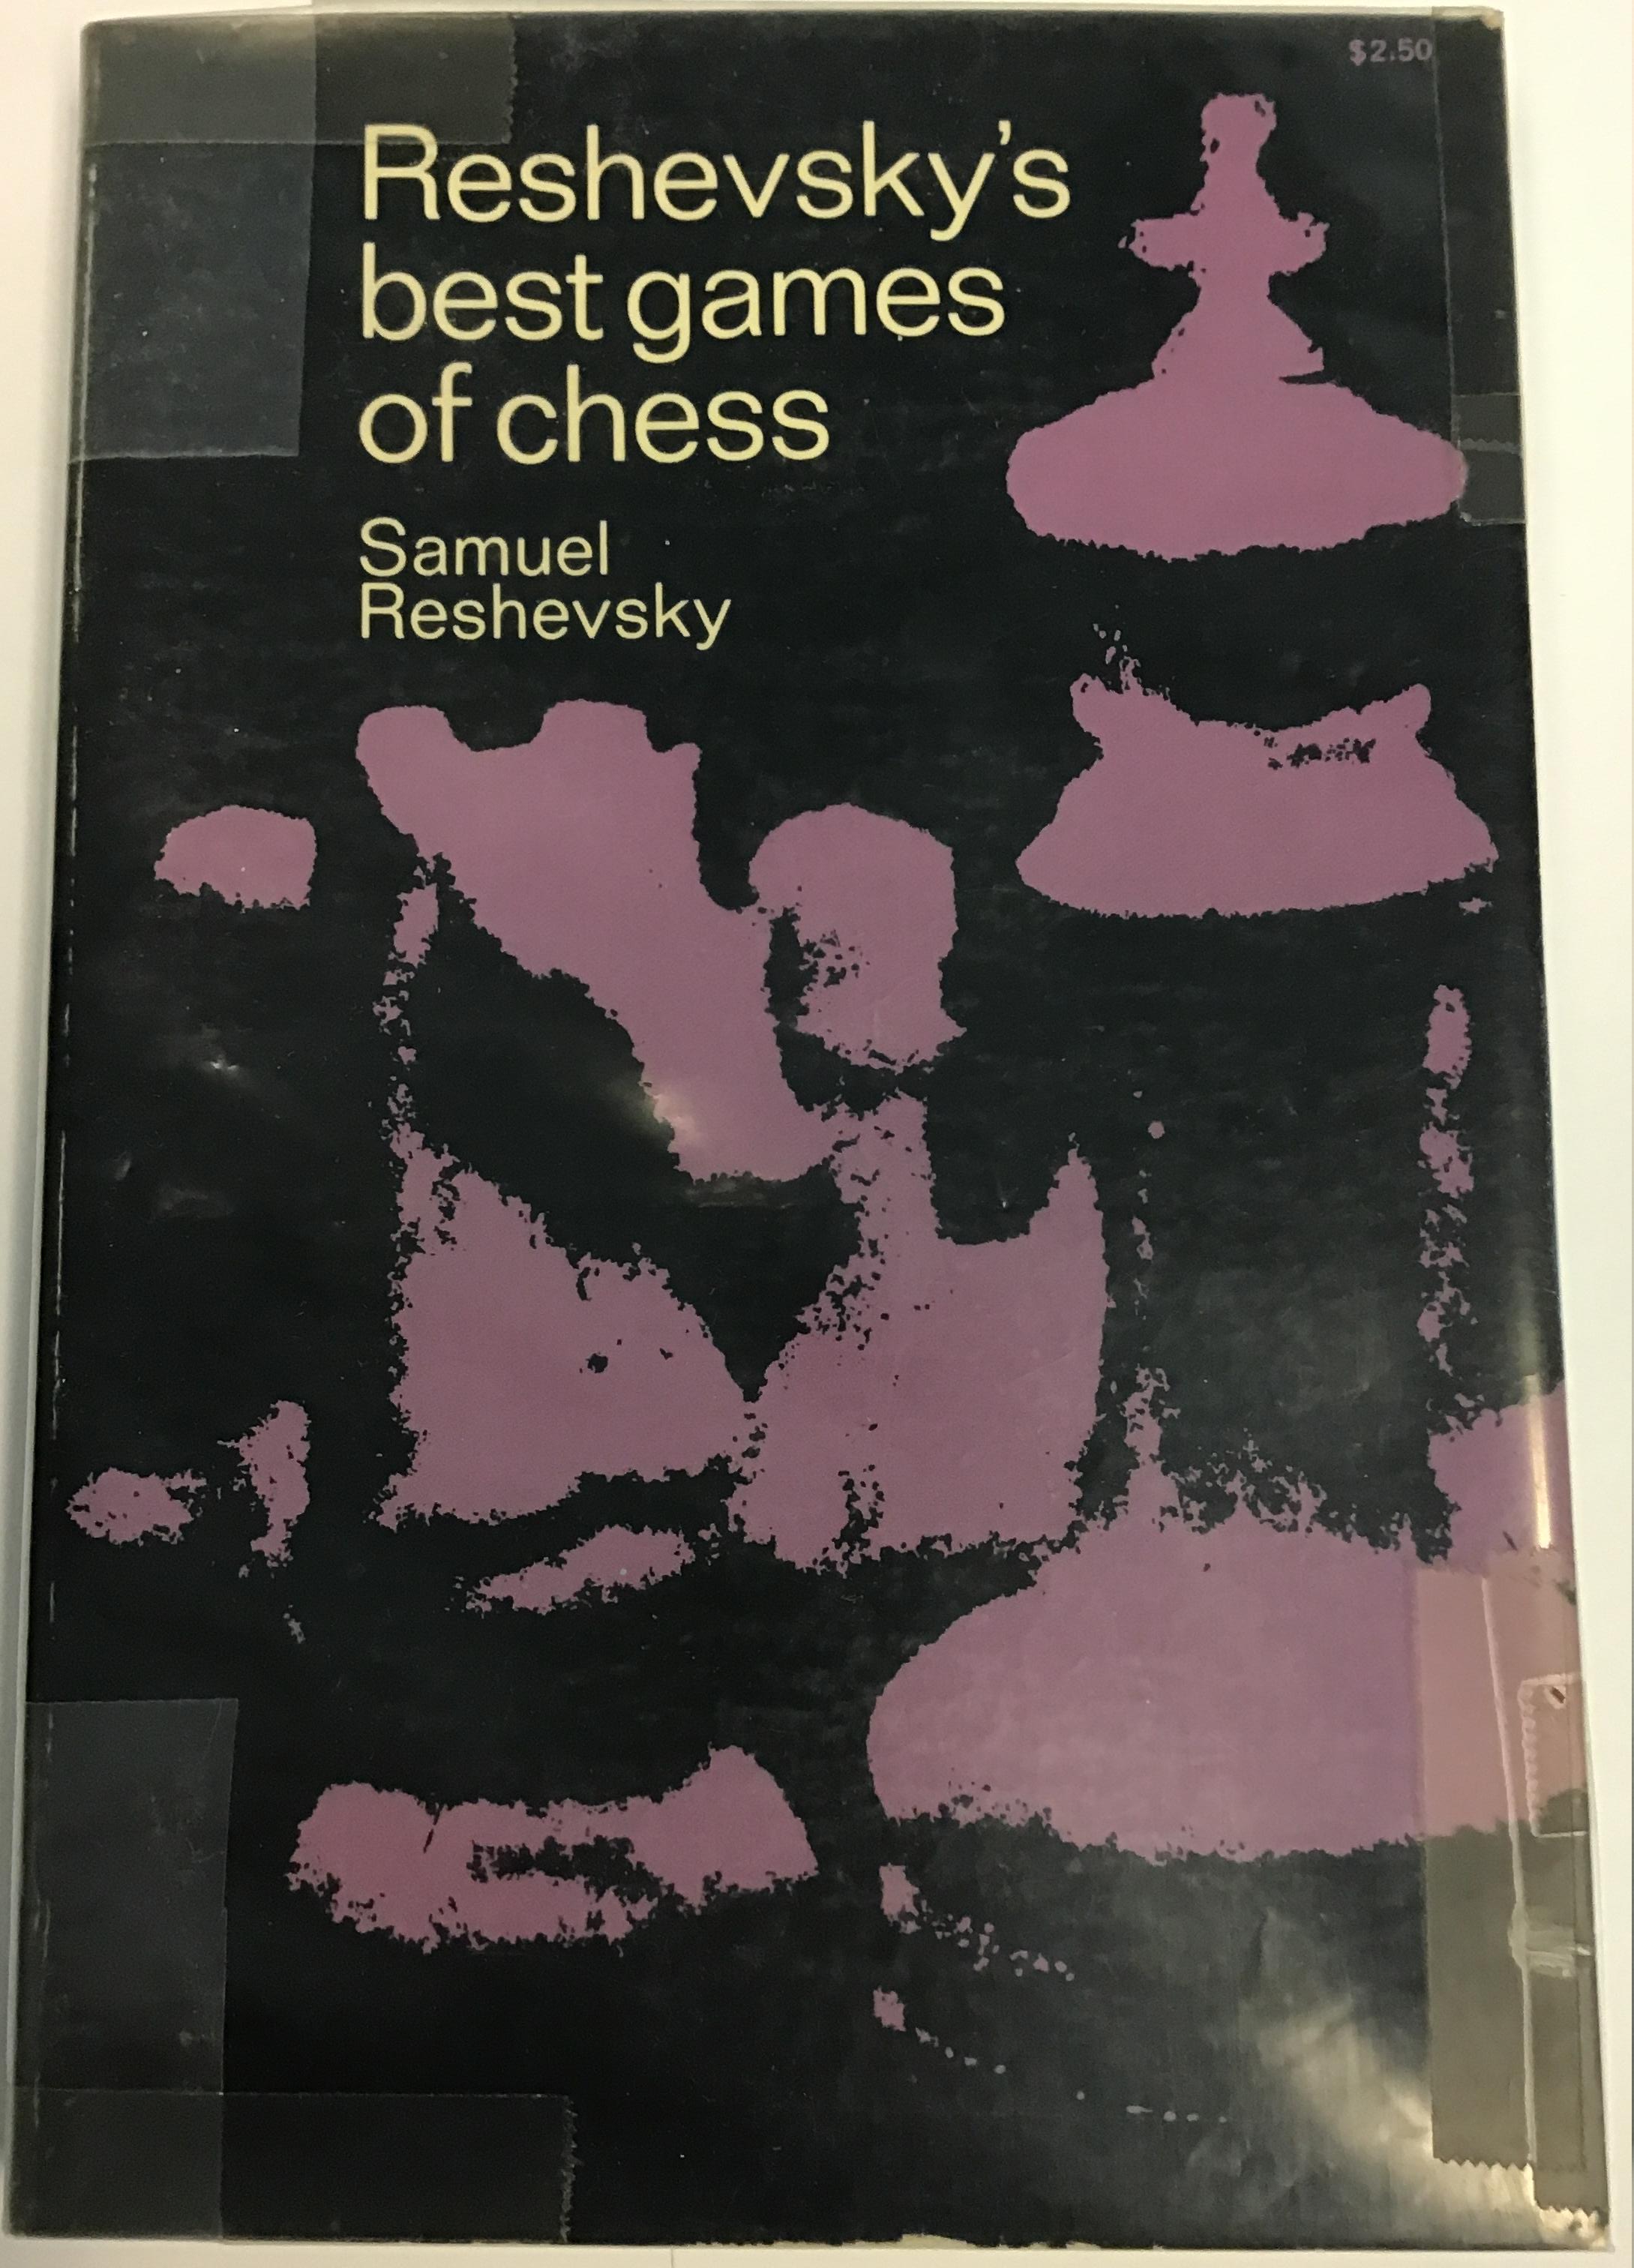 $2.50
Reshevsky's
best games
of chess
Samuel
Reshevsky